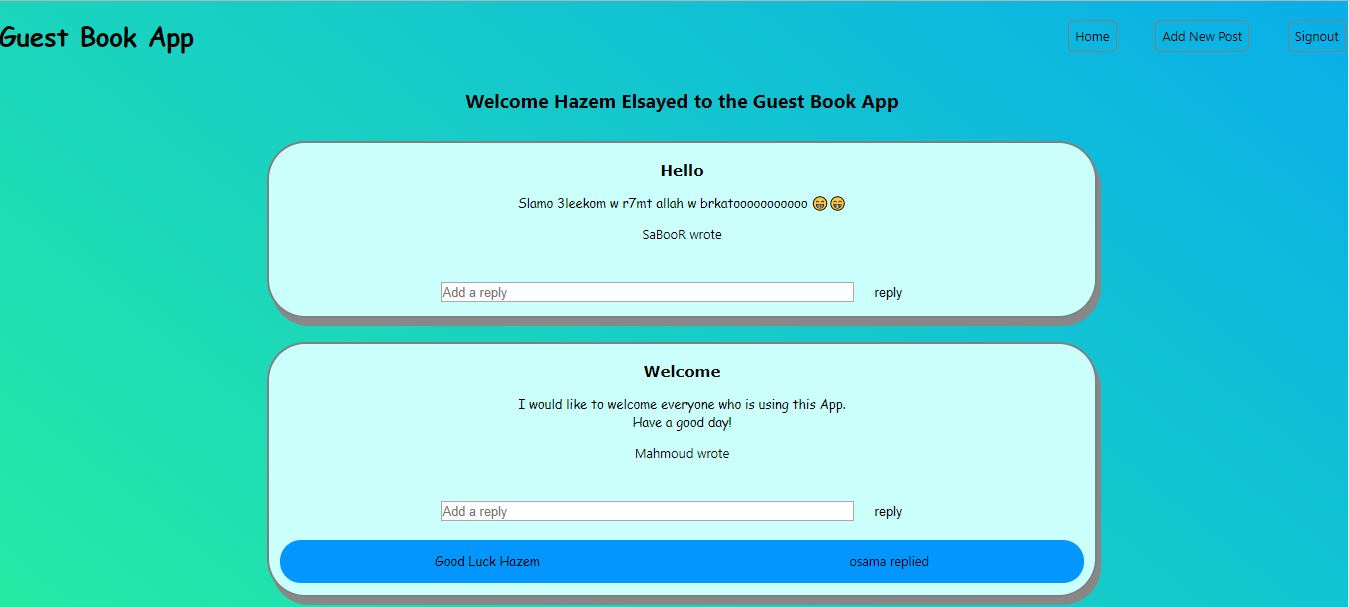 Guest Book App
Home
Add New Post
Signout
Welcome Hazem Elsayed to the Guest Book App
Hello
Slamo 3leekom w r7mt allah w brkatooooooooooo 😁😁
SaBooR wrote
Add a reply
reply
Welcome
I would like to welcome everyone who is using this App.
Have a good day!
Mahmoud wrote
Add a reply
reply
Good Luck Hazem
osama replied